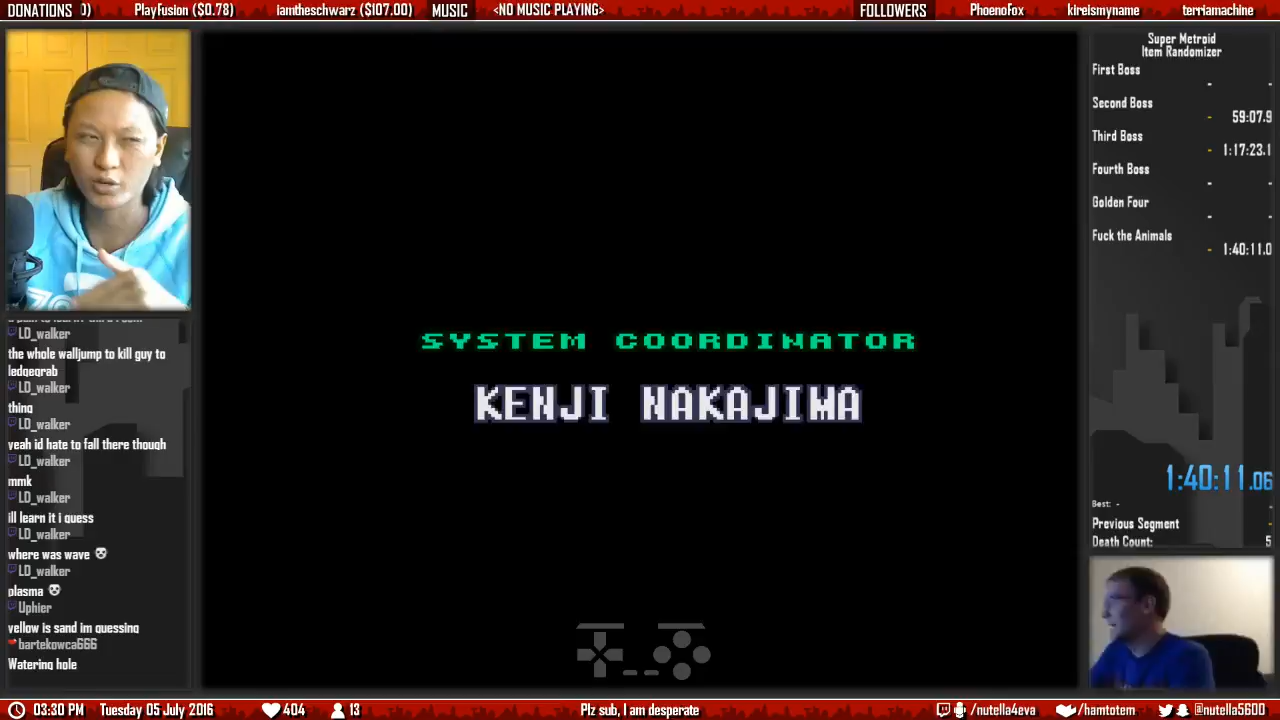 DONATIONS ) PlayFusion ($0.78) iamtheschwarz ($107.00) MUSIC <NO MUSIC PLAYING> FOLLOWERS PhoenoFox kireismyname terriamachine
LD_walker
the whole walljump to kill guy to
ledgegrab
LD_walker
thing
LD_walker
yeah id hate to fall there though
LD_walker
mmk
LD_walker
ill learn it i guess
LD_walker
where was wave
LD_walker
plasma
Uphier
yellow is sand im guessing
bartekowca666
Watering hole
SYSTEM COORDINATOR
KENJI NAKAJIMA
Super Metroid
Item Randomizer
First Boss
- -
Second Boss
- 59:07.9
Third Boss
- 1:17:23.1
Fourth Boss
- -
Golden Four
- -
Fuck the Animals
- 1:40:11.0
1:40:11.06
Best: - -
Previous Segment -
Death Count: 5
03:30 PM Tuesday 05 July 2016 404 13 Plz sub, I am desperate /nutella4eva /hamtotem @nutella5600